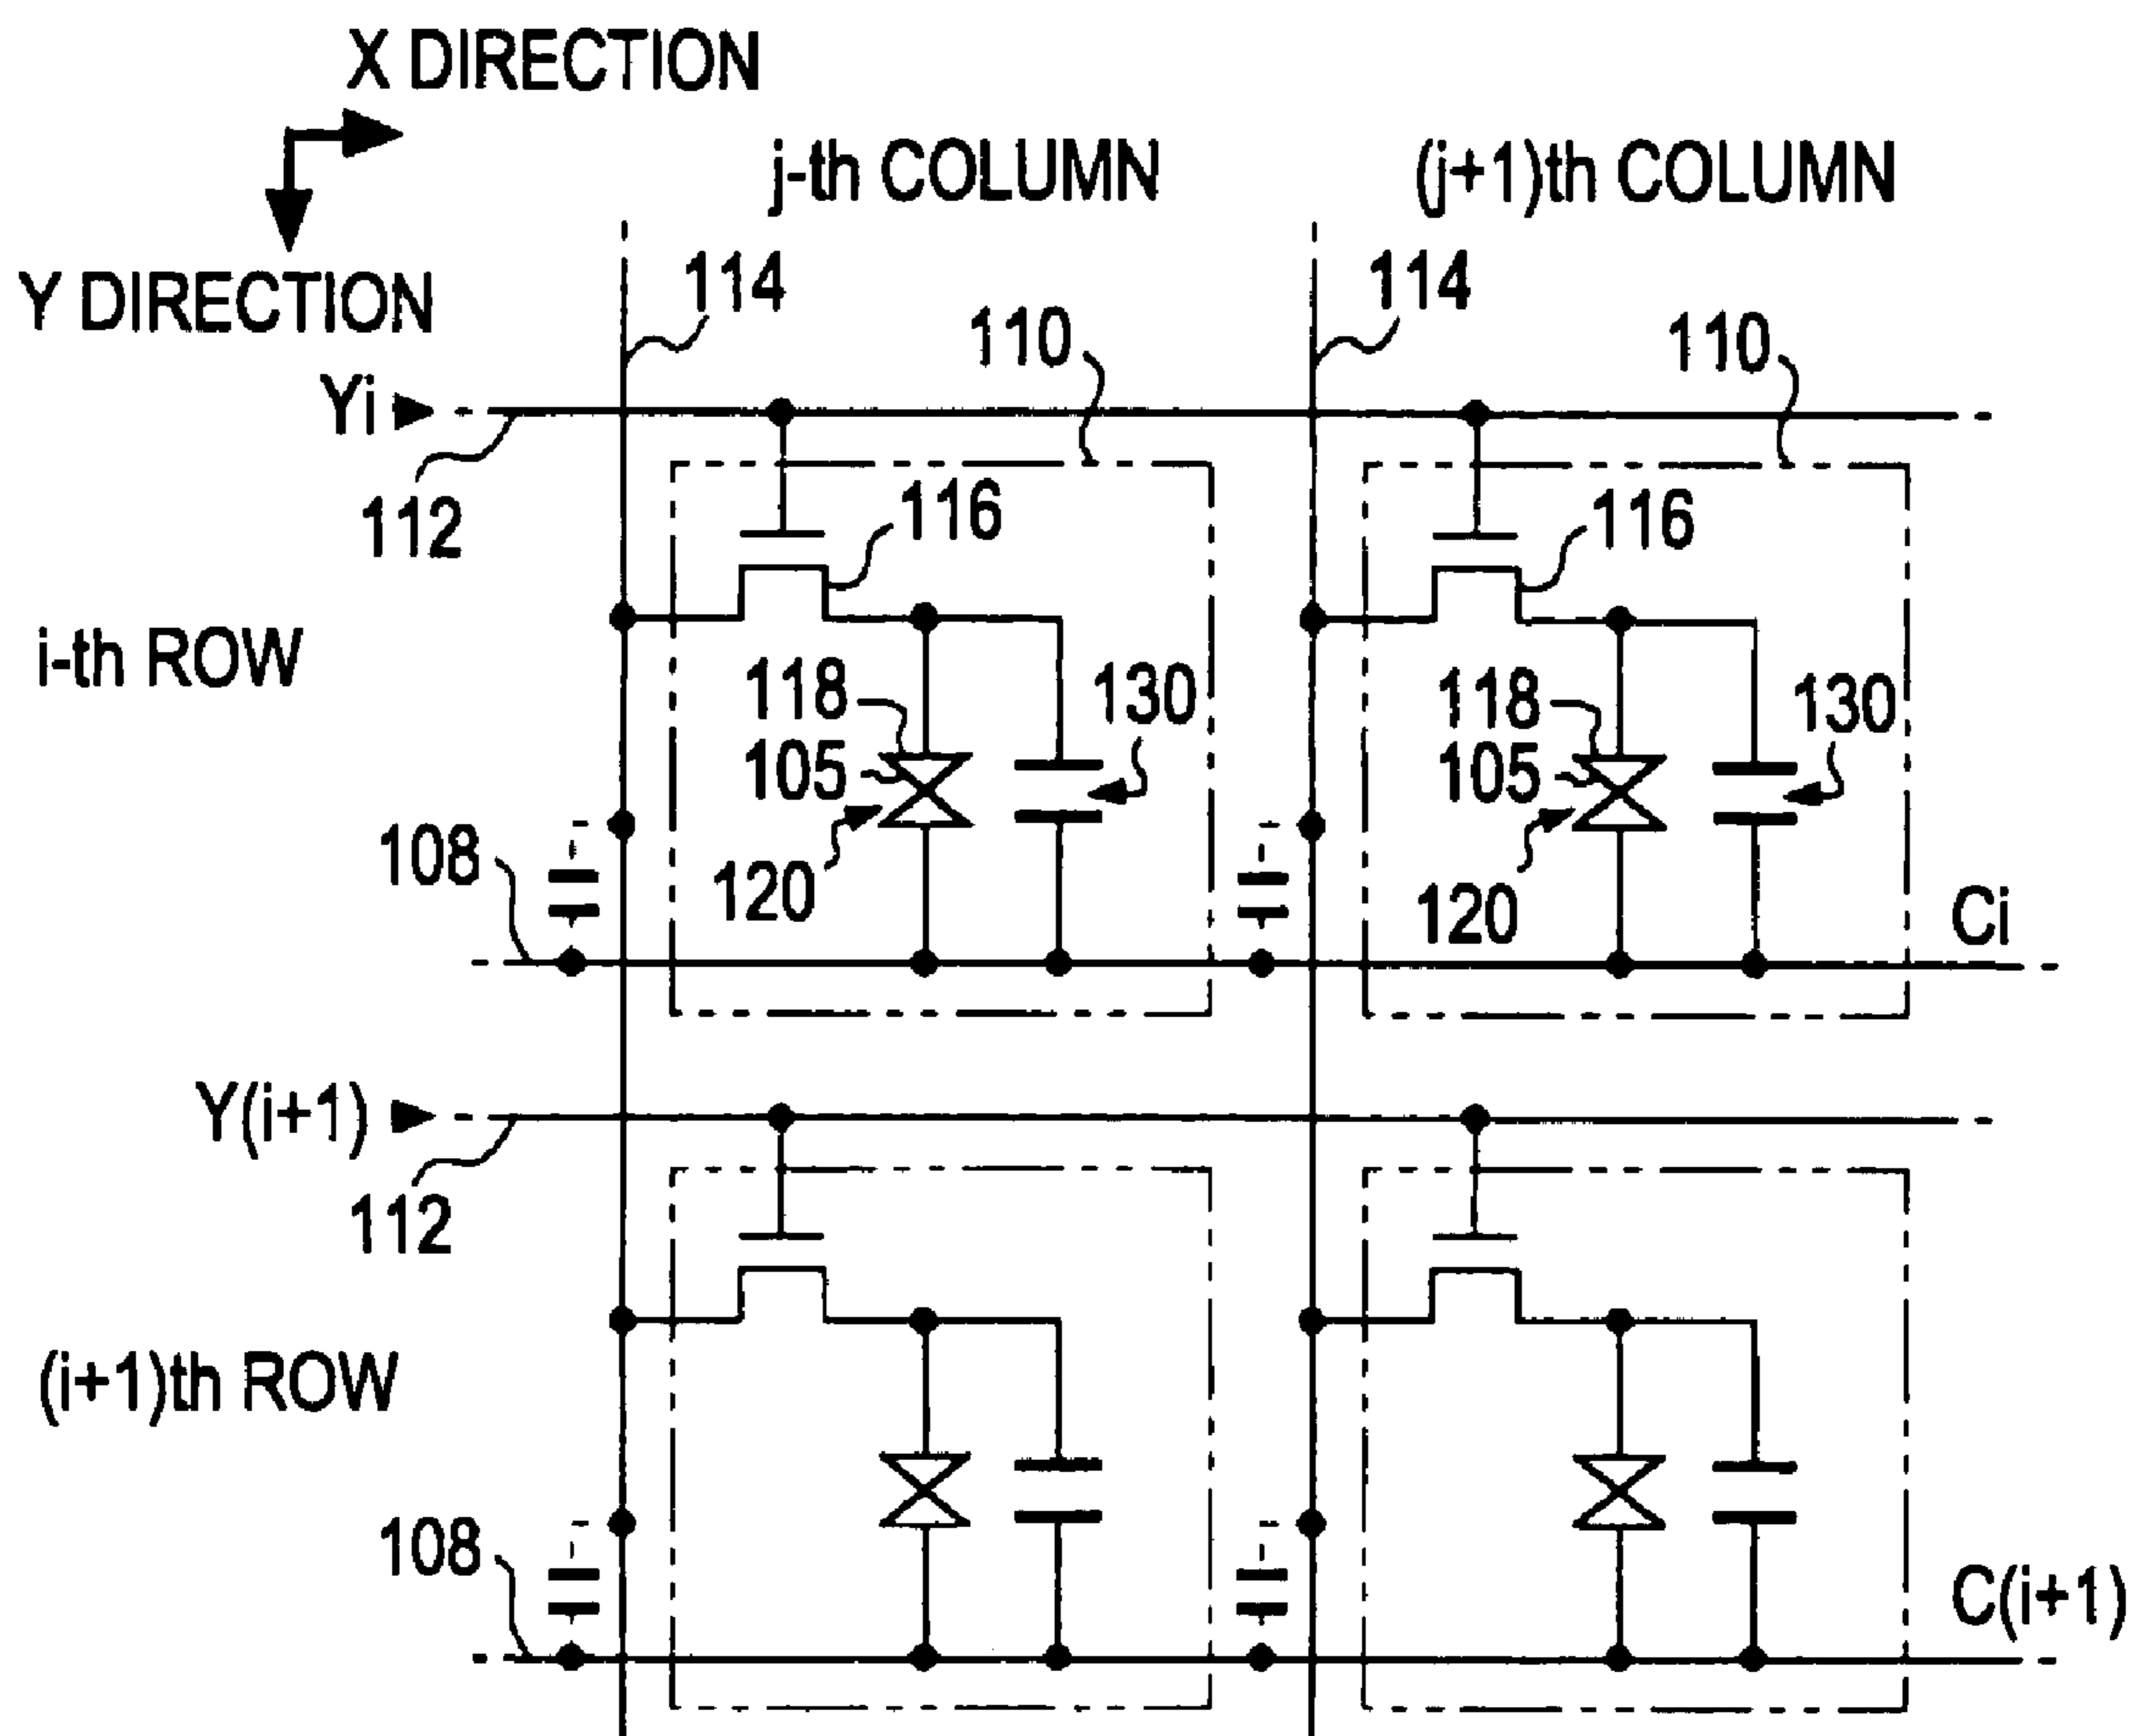 X DIRECTION
Y DIRECTION
j-th COLUMN
(j+1)th COLUMN
114
114
110
110
Yi
112
116
116
i-th ROW
118
130
118
130
105
105
108
120
120
Ci
Y(i+1)
112
(i+1)th ROW
108
C(i+1)